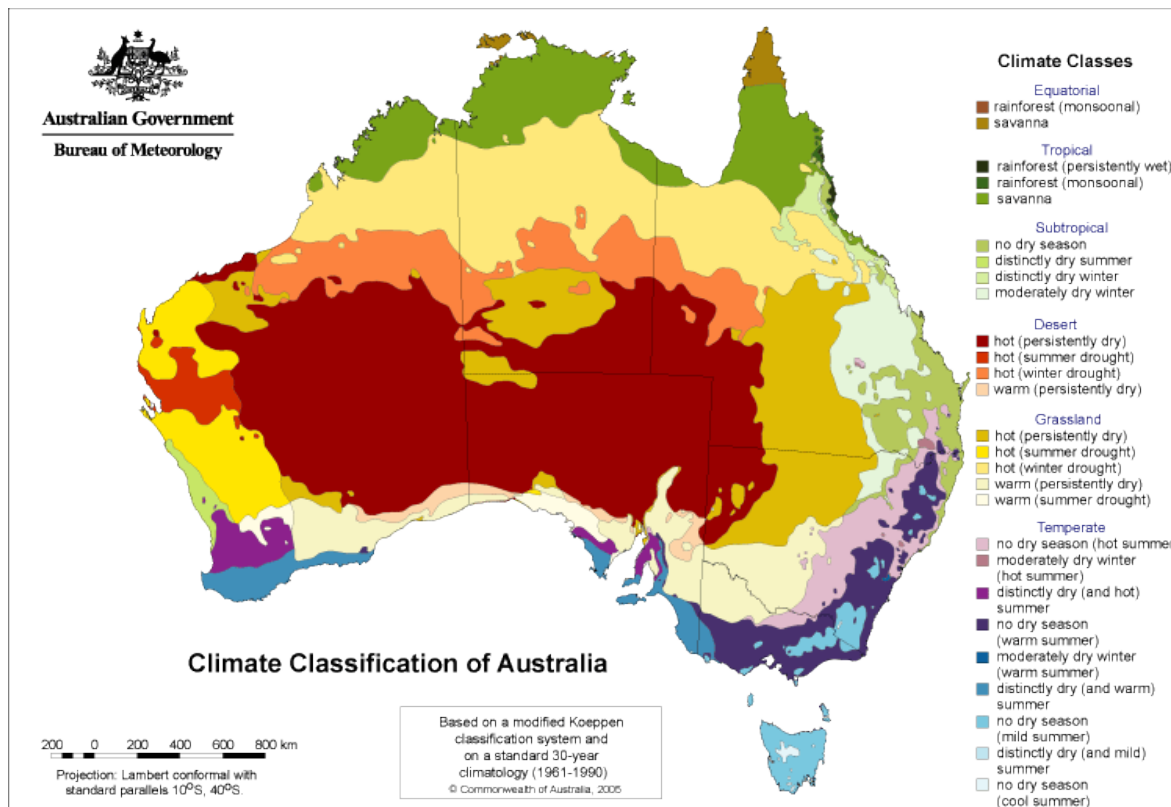 Australian Government
Bureau of Meteorology
Climate Classes
Equatorial
rainforest (monsoonal)
savanna
Tropical
rainforest (persistently wet)
rainforest (monsoonal)
savanna
Subtropical
no dry season
distinctly dry summer
distinctly dry winter
moderately dry winter
Desert
hot (persistently dry)
hot (summer drought)
hot (winter drought)
warm (persistently dry)
Grassland
hot (persistently dry)
hot (summer drought)
hot (winter drought)
warm (persistently dry)
warm (summer drought)
Temperate
no dry season (hot summer
moderately dry winter
(hot summer)
distinctly dry (and hot)
summer
no dry season
(warm summer)
moderately dry winter
(warm summer)
distinctly dry (and warm)
summer
no dry season
(mild summer)
distinctly dry (and mild)
summer
no dry season
(cool summer)
Climate Classification of Australia
Based on a modified Koeppen
classification system and
on a standard 30-year
climatology (1961-1990)
© Commonwealth of Australia, 2005
200 0 200 400 600 800 km
Projection: Lambert conformal with
standard parallels 10°S, 40°S.